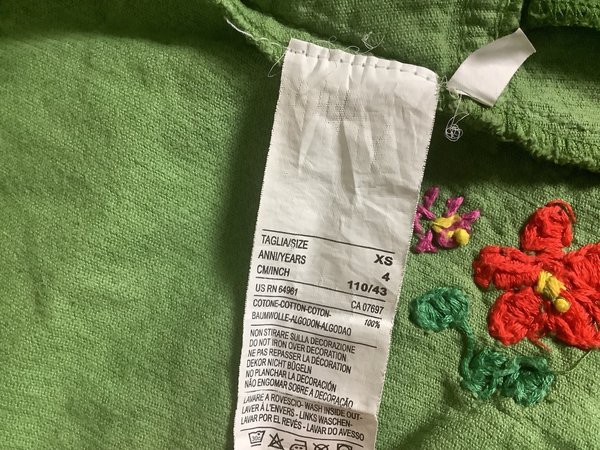 TAGLIA/SIZE XS
ANNI/YEARS 4
CM/INCH 110/43
US RN 64981 CA 07697
COTONE-COTTON-COTON-
BAUMWOLLE-ALGODON-ALGODAO 100%
NON STIRARE SULLA DECORAZIONE
DO NOT IRON OVER DECORATION
NE PAS REPASSER LA DÉCORATION
DEKOR NICHT BÜGELN
NO PLANCHAR LA DECORACIÓN
NÃO ENGOMAR SOBRE A DECORAÇÃO
LAVARE A ROVESCIO-WASH INSIDE OUT-
LAVER À L'ENVERS - LINKS WASCHEN-
LAVAR POR EL REVÉS - LAVAR DO AVESSO